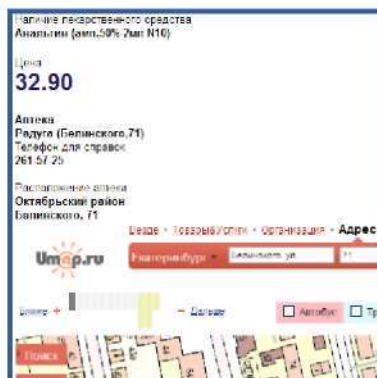 Наличие лекарственного средства
Анальгин (амп.50% 2мл N10)
Цена
32.90
Аптека
Радуга (Белинского,71)
Телефон для справок
261-57-25
Расположение аптеки
Октябрьский район
Белинского, 71
Везде • Товары&Услуги • Организация • Адрес
Umap.ru
Екатеринбург
Белинского ул
71
Ближе + − Дальше
Автобус
Тр
Поиск